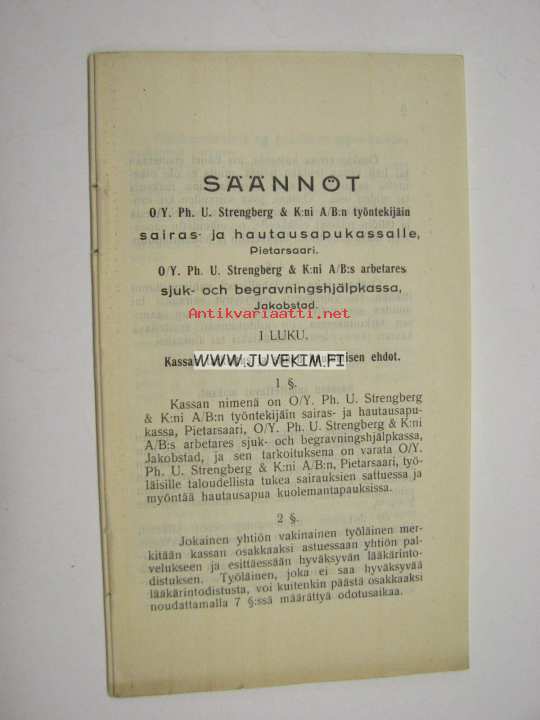 SÄÄNNÖT
O/Y. Ph. U. Strengberg & K:ni A/B:n työntekijäin
sairas- ja hautausapukassalle,
Pietarsaari.
O/Y. Ph. U. Strengberg & K:ni A/B:s arbetares
sjuk- och begravningshjälpkassa,
Jakobstad.
Antikvariaatti.net
1 LUKU.
WWW.JUVEKIM.FI
Kassan ehdot.
1 §.
Kassan nimenä on O/Y. Ph. U. Strengberg
& K:ni A/B:n työntekijäin sairas- ja hautausapu-
kassa, Pietarsaari, O/Y. Ph. U. Strengberg & K:ni
A/B:s arbetares sjuk- och begravningshjälpkassa,
Jakobstad, ja sen tarkoituksena on varata O/Y.
Ph. U. Strengberg & K:ni A/B:n, Pietarsaari, työ-
läisille taloudellista tukea sairauksien sattuessa ja
myöntää hautausapua kuolemantapauksissa.
2 §.
Jokainen yhtiön vakinainen työläinen mer-
kitään kassan osakkaaksi astuessaan yhtiön pal-
velukseen ja esittäessään hyväksyvän lääkärinto-
distuksen. Työläinen, joka ei saa hyväksyvää
lääkärintodistusta, voi kuitenkin päästä osakkaaksi
noudattamalla 7 §:ssä määrättyä odotusaikaa.